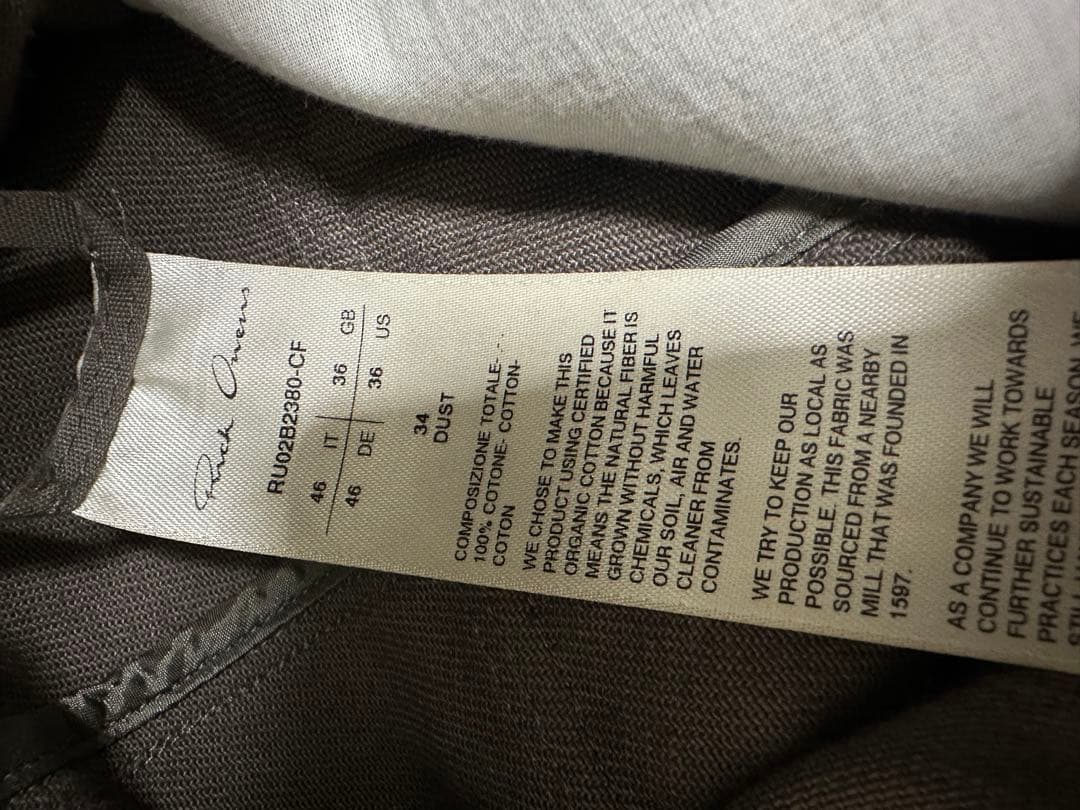 Rick Owens
RU02B2380-CF
46 IT 36 GB
46 DE 36 US
34
DUST
COMPOSIZIONE TOTALE-
100% COTONE- COTTON-
COTON
WE CHOSE TO MAKE THIS
PRODUCT USING CERTIFIED
ORGANIC COTTON BECAUSE IT
MEANS THE NATURAL FIBER IS
GROWN WITHOUT HARMFUL
CHEMICALS, WHICH LEAVES
OUR SOIL, AIR AND WATER
CLEANER FROM
CONTAMINATES.
WE TRY TO KEEP OUR
PRODUCTION AS LOCAL AS
POSSIBLE. THIS FABRIC WAS
SOURCED FROM A NEARBY
MILL THAT WAS FOUNDED IN
1597.
AS A COMPANY WE WILL
CONTINUE TO WORK TOWARDS
FURTHER SUSTAINABLE
PRACTICES EACH SEASON. WE